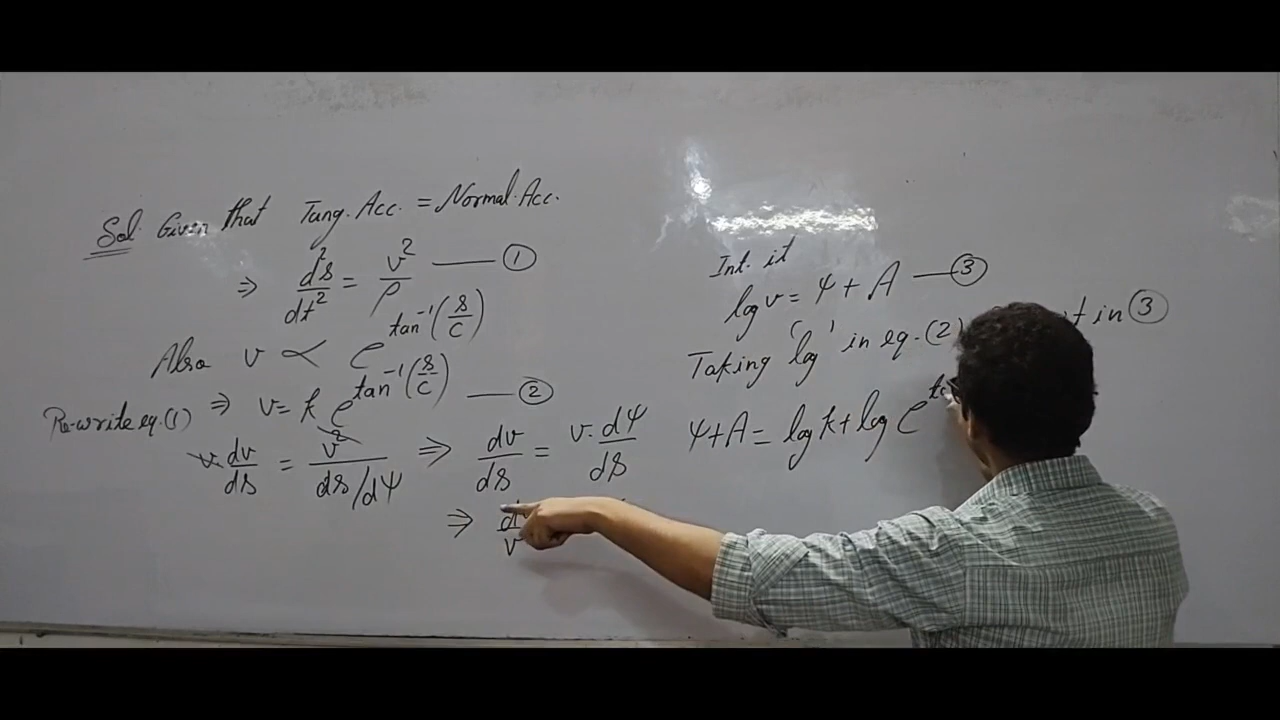 Sol. Given that Tang. Acc. = Normal. Acc.
⇒ d²s/dt² = v²/ρ —— ①
Also v ∝ e^tan⁻¹(s/c)
⇒ v = k e^tan⁻¹(s/c) —— ②
Re-write eq.(1)
v dv/ds = v²/ds/dψ ⇒ dv/ds = v. dψ/ds
⇒
Int. it
log v = ψ + A —— ③
Taking 'log' in eq.(2) in ③
ψ+A = log k + log e